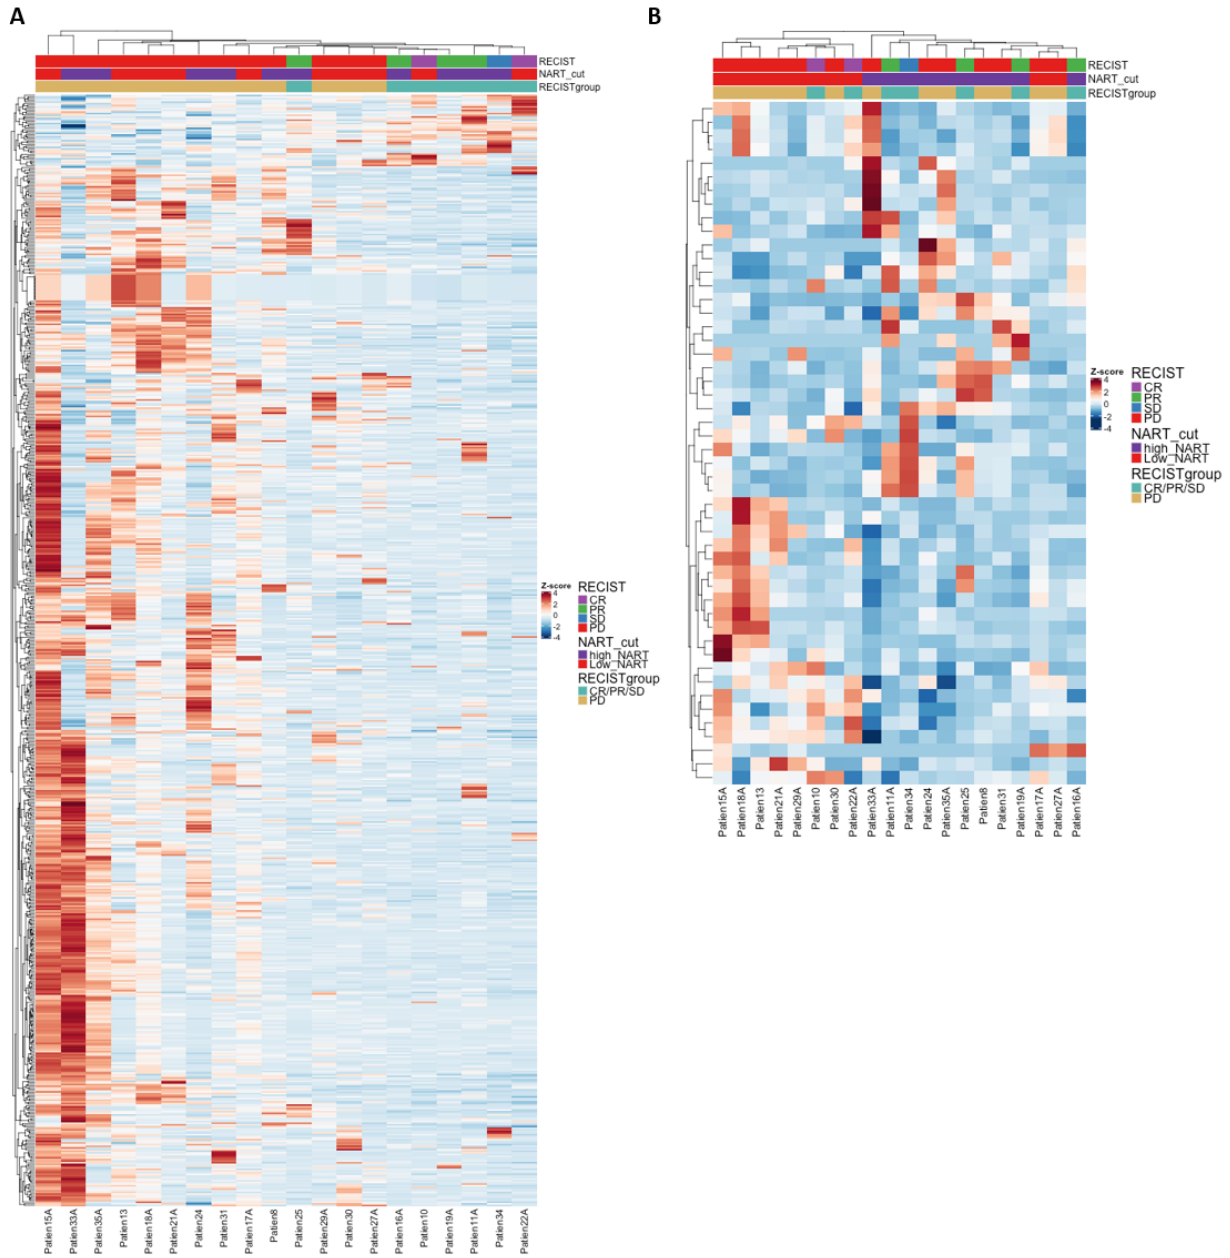 A
RECIST
NART_cut
RECISTgroup
Z-score
4
2
0
-2
-4
RECIST
CR
PR
SD
PD
NART_cut
high_NART
Low_NART
RECISTgroup
CR/PR/SD
PD
Patien15A
Patien33A
Patien35A
Patien13
Patien18A
Patien21A
Patien24
Patien31
Patien17A
Patien8
Patien25
Patien29A
Patien30
Patien27A
Patien16A
Patien10
Patien19A
Patien11A
Patien34
Patien22A
B
RECIST
NART_cut
RECISTgroup
Z-score
4
2
0
-2
-4
RECIST
CR
PR
SD
PD
NART_cut
high_NART
Low_NART
RECISTgroup
CR/PR/SD
PD
Patien15A
Patien18A
Patien13
Patien21A
Patien29A
Patien10
Patien30
Patien22A
Patien33A
Patien11A
Patien34
Patien24
Patien35A
Patien25
Patien8
Patien31
Patien19A
Patien17A
Patien27A
Patien16A